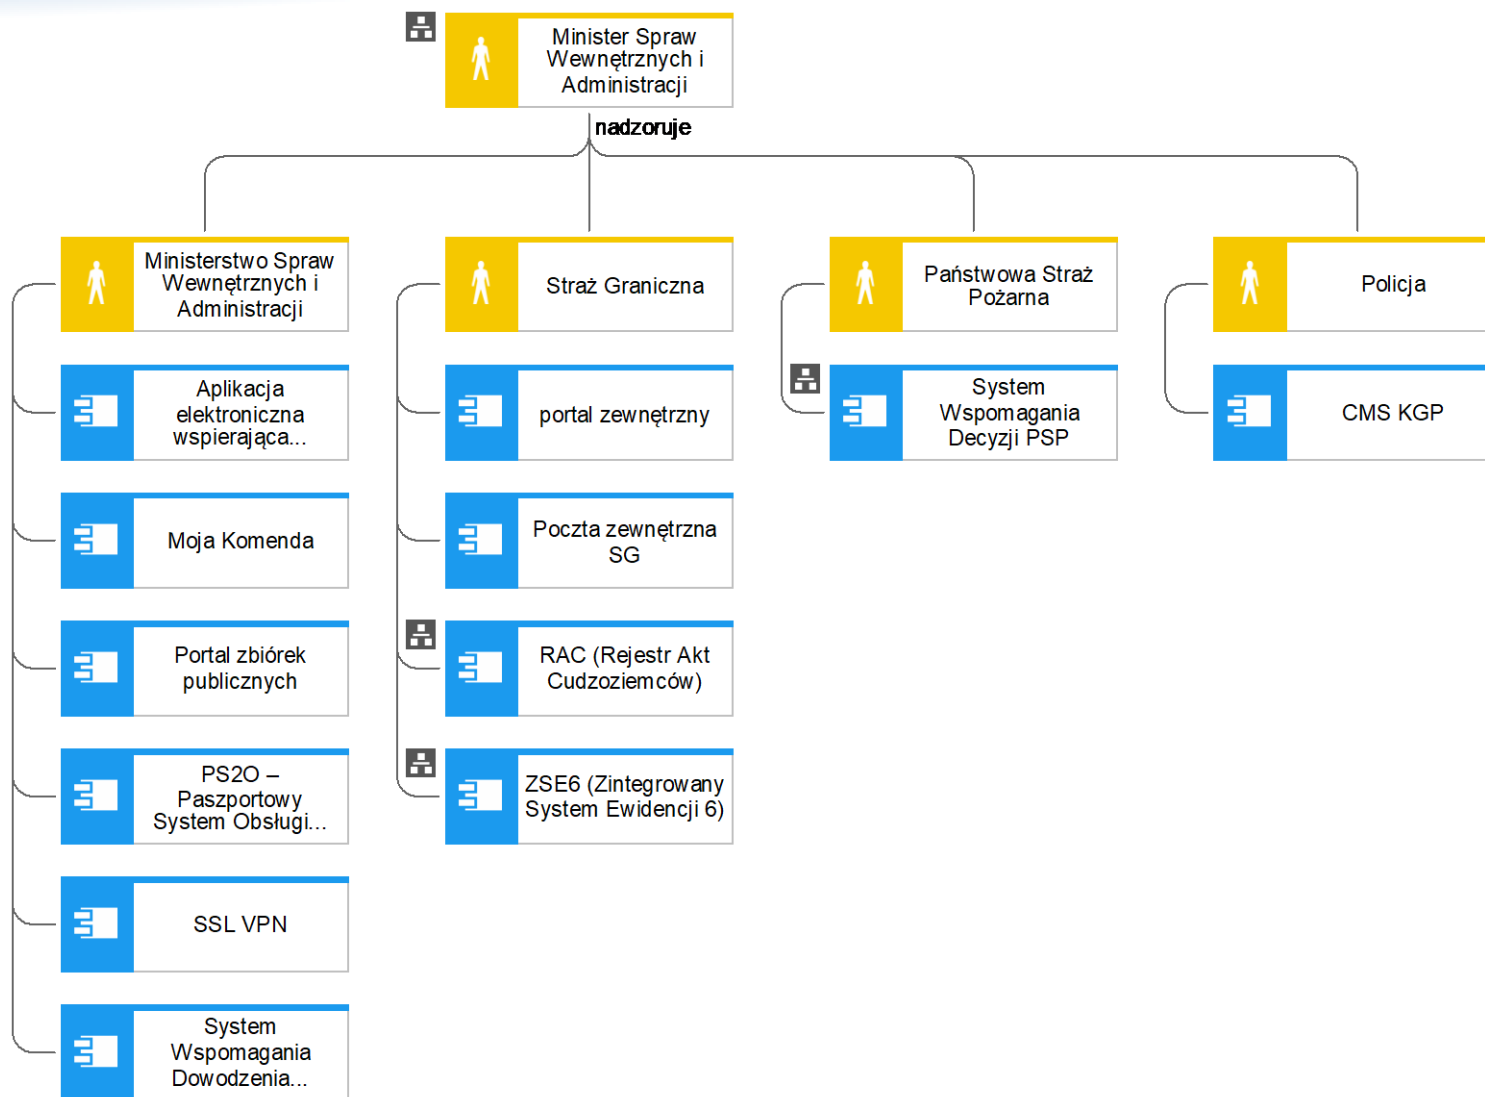 Minister Spraw
Wewnętrznych i
Administracji
nadzoruje
Ministerstwo Spraw
Wewnętrznych i
Administracji
Straż Graniczna
Państwowa Straż
Pożarna
Policja
Aplikacja
elektroniczna
wspierająca...
portal zewnętrzny
System
Wspomagania
Decyzji PSP
CMS KGP
Moja Komenda
Poczta zewnętrzna
SG
Portal zbiórek
publicznych
RAC (Rejestr Akt
Cudzoziemców)
PS2O –
Paszportowy
System Obsługi...
ZSE6 (Zintegrowany
System Ewidencji 6)
SSL VPN
System
Wspomagania
Dowodzenia...